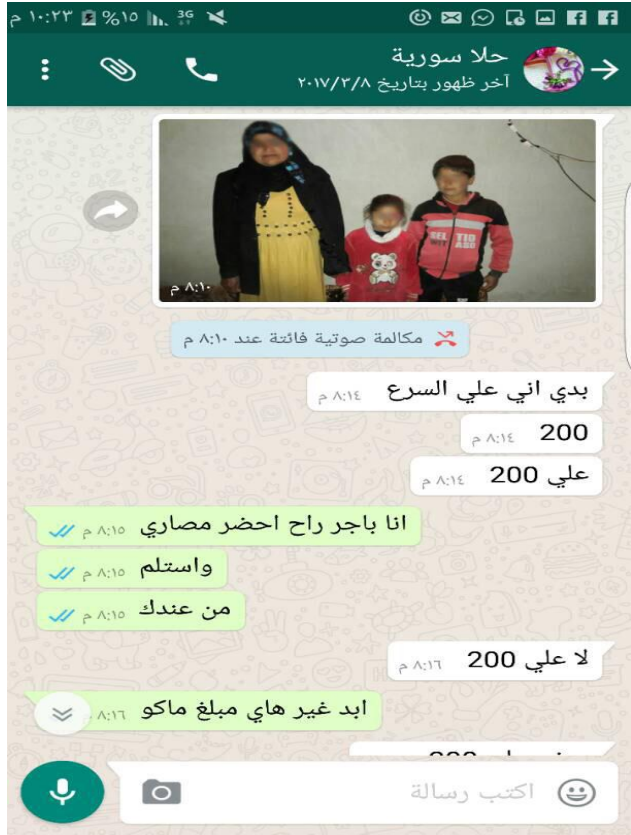 ١٠:٢٣ م %١٥ 3G
حلا سورية
آخر ظهور بتاريخ ٢٠١٧/٣/٨
٨:١٠ م
مكالمة صوتية فائتة عند ٨:١٠ م
بدي اني علي السرع ٨:١٤ م
200 ٨:١٤ م
علي 200 ٨:١٤ م
انا باجر راح احضر مصاري ٨:١٥ م
واستلم ٨:١٥ م
من عندك ٨:١٥ م
لا علي 200 ٨:١٦ م
ابد غير هاي مبلغ ماكو ٨:١٦
اكتب رسالة